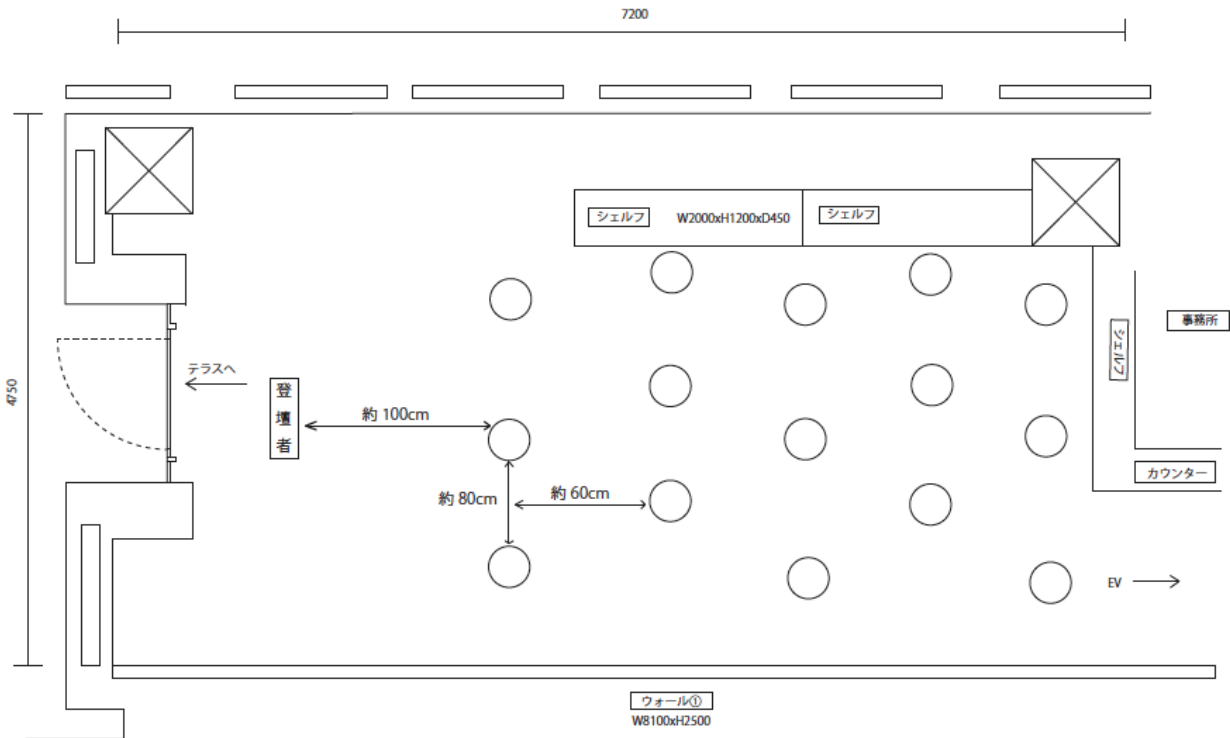 7200
4750
シェルフ
W2000xH1200xD450
シェルフ
事務所
シェルフ
テラスへ
登壇者
約 100cm
約 80cm
約 60cm
カウンター
EV
ウォール①
W8100xH2500